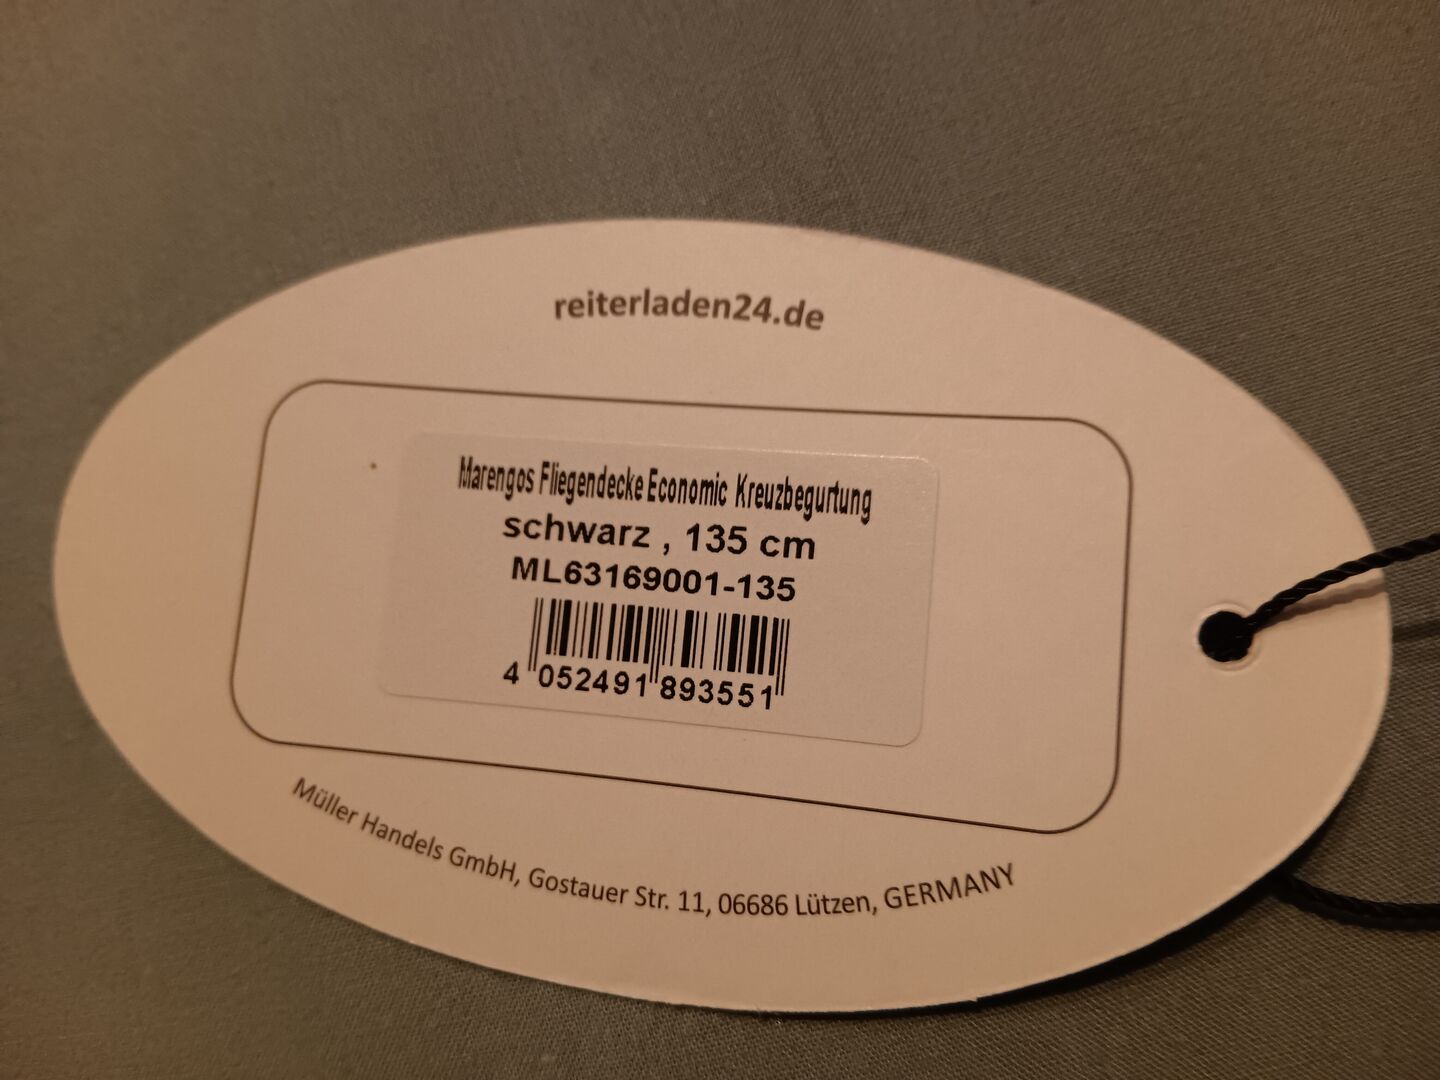 reiterladen24.de
Marengos Fliegendecke Economic Kreuzbegurtung
schwarz , 135 cm
ML63169001-135
4 052491 893551
Müller Handels GmbH, Gostauer Str. 11, 06686 Lützen, GERMANY